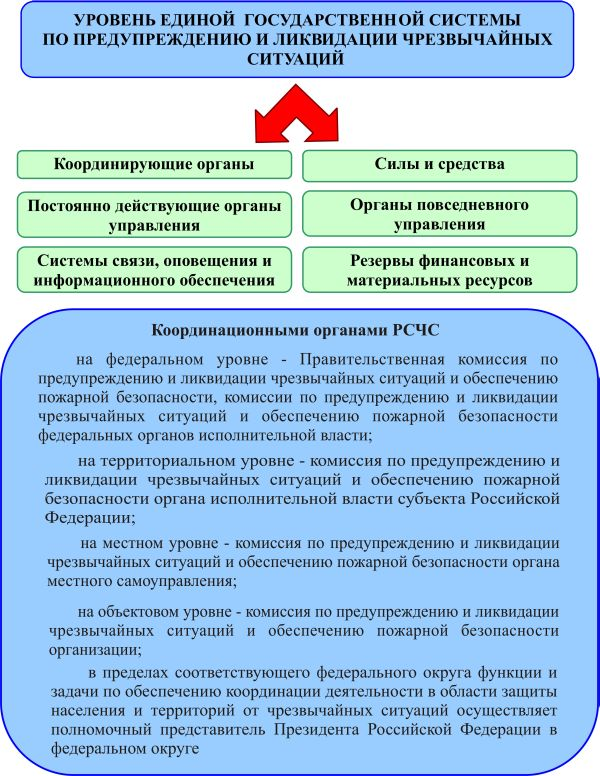 УРОВЕНЬ ЕДИНОЙ ГОСУДАРСТВЕННОЙ СИСТЕМЫ
ПО ПРЕДУПРЕЖДЕНИЮ И ЛИКВИДАЦИИ ЧРЕЗВЫЧАЙНЫХ
СИТУАЦИЙ
Координирующие органы
Силы и средства
Постоянно действующие органы
управления
Органы повседневного
управления
Системы связи, оповещения и
информационного обеспечения
Резервы финансовых и
материальных ресурсов
Координационными органами РСЧС
на федеральном уровне - Правительственная комиссия по
предупреждению и ликвидации чрезвычайных ситуаций и обеспечению
пожарной безопасности, комиссии по предупреждению и ликвидации
чрезвычайных ситуаций и обеспечению пожарной безопасности
федеральных органов исполнительной власти;
на территориальном уровне - комиссия по предупреждению и
ликвидации чрезвычайных ситуаций и обеспечению пожарной
безопасности органа исполнительной власти субъекта Российской
Федерации;
на местном уровне - комиссия по предупреждению и ликвидации
чрезвычайных ситуаций и обеспечению пожарной безопасности органа
местного самоуправления;
на объектовом уровне - комиссия по предупреждению и ликвидации
чрезвычайных ситуаций и обеспечению пожарной безопасности
организации;
в пределах соответствующего федерального округа функции и
задачи по обеспечению координации деятельности в области защиты
населения и территорий от чрезвычайных ситуаций осуществляет
полномочный представитель Президента Российской Федерации в
федеральном округе